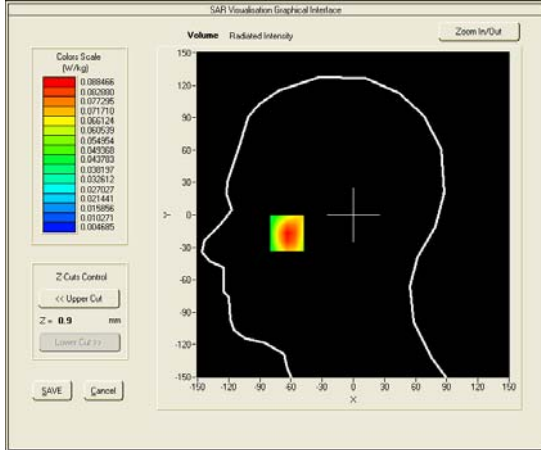 SAR Visualisation Graphical Interface
Volume Radiated Intensity
Zoom In/Out
Colors Scale
(W/kg)
0.088466
0.082880
0.077295
0.071710
0.066124
0.060539
0.054954
0.049368
0.043783
0.038197
0.032612
0.027027
0.021441
0.015856
0.010271
0.004685
Z Cuts Control
<< Upper Cut
Z = 0.9 mm
Lower Cut >>
SAVE Cancel
150
120
90
60
30
0
-30
-60
-90
-120
-150
Y
-150 -120 -90 -60 -30 0 30 60 90 120 150
X